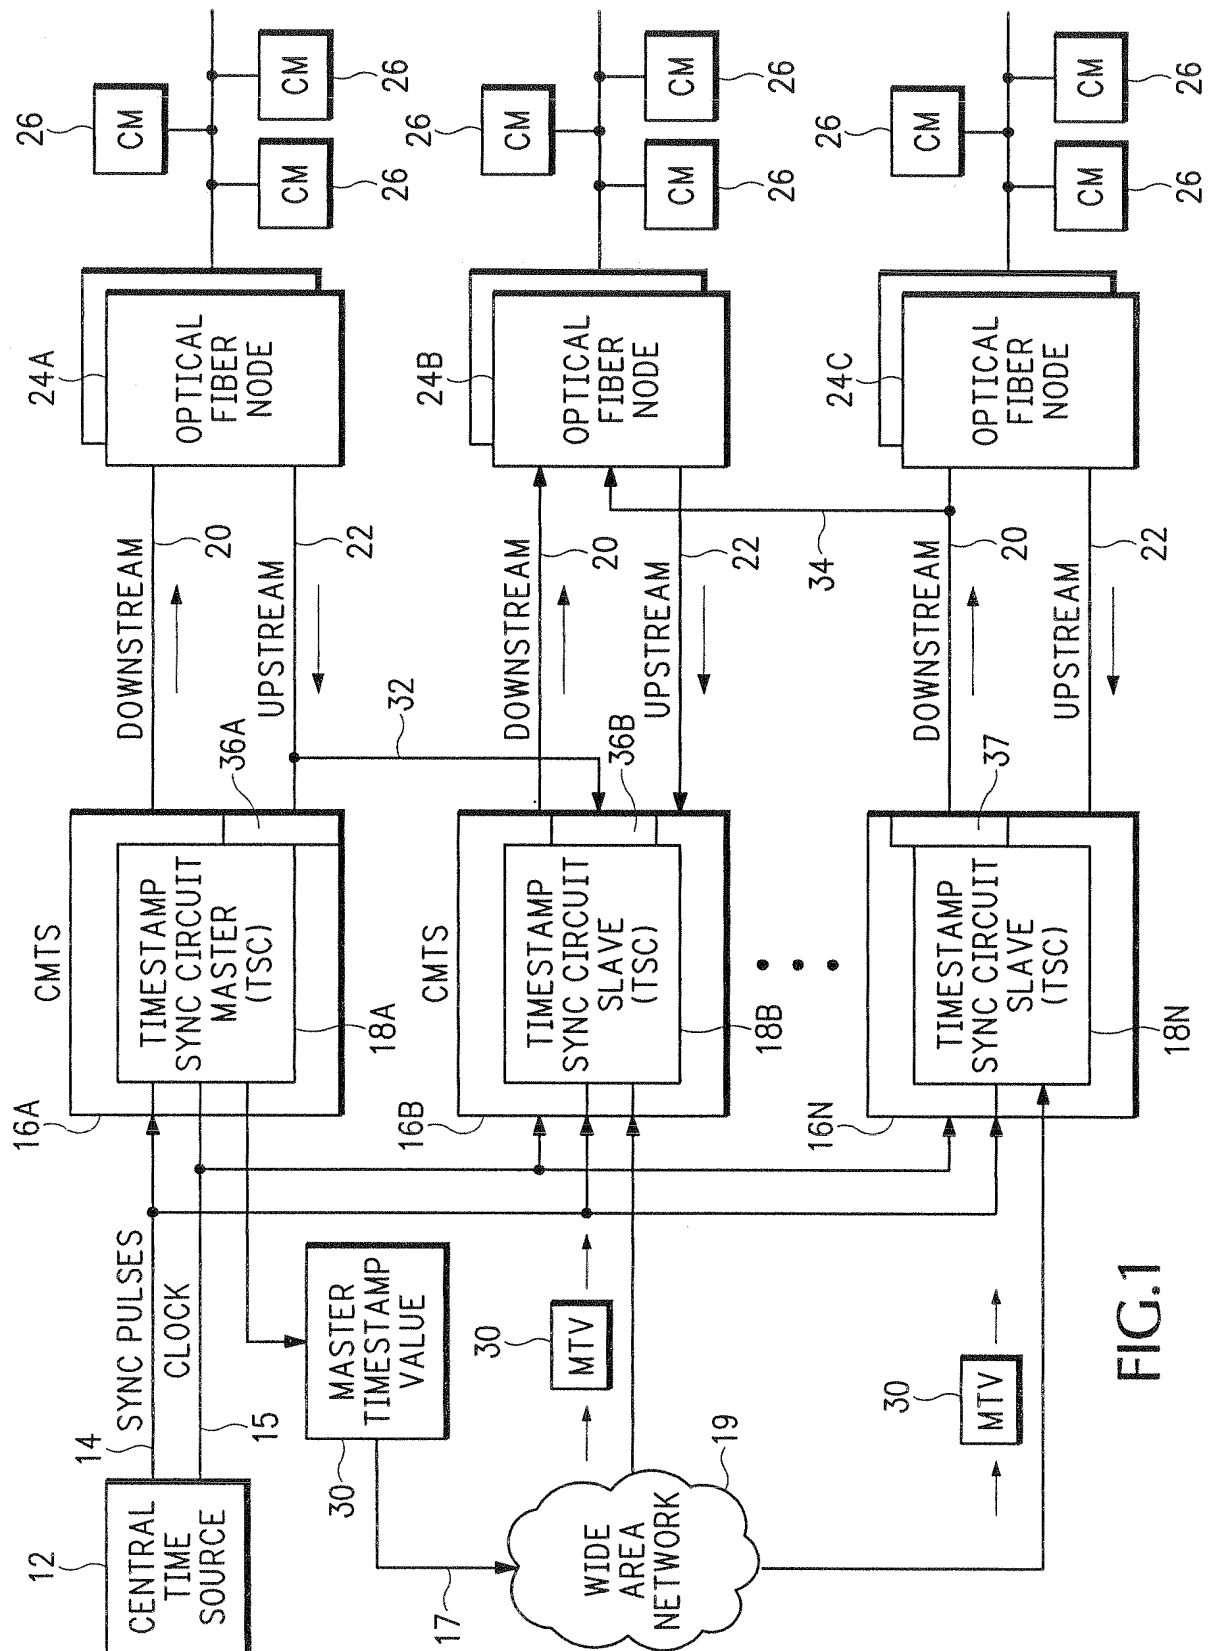 12
CENTRAL
TIME
SOURCE
14
SYNC PULSES
CLOCK
15
MASTER
TIMESTAMP
VALUE
30
17
WIDE
AREA
NETWORK
19
30
MTV
30
MTV
16A
CMTS
TIMESTAMP
SYNC CIRCUIT
MASTER
(TSC)
18A
36A
DOWNSTREAM
20
UPSTREAM
22
32
24A
OPTICAL
FIBER
NODE
26
CM
CM
26
CM
26
16B
CMTS
TIMESTAMP
SYNC CIRCUIT
SLAVE
(TSC)
18B
36B
DOWNSTREAM
20
UPSTREAM
22
34
24B
OPTICAL
FIBER
NODE
26
CM
CM
26
CM
26
16N
TIMESTAMP
SYNC CIRCUIT
SLAVE
(TSC)
18N
37
DOWNSTREAM
20
UPSTREAM
22
24C
OPTICAL
FIBER
NODE
26
CM
CM
26
CM
26
FIG.1